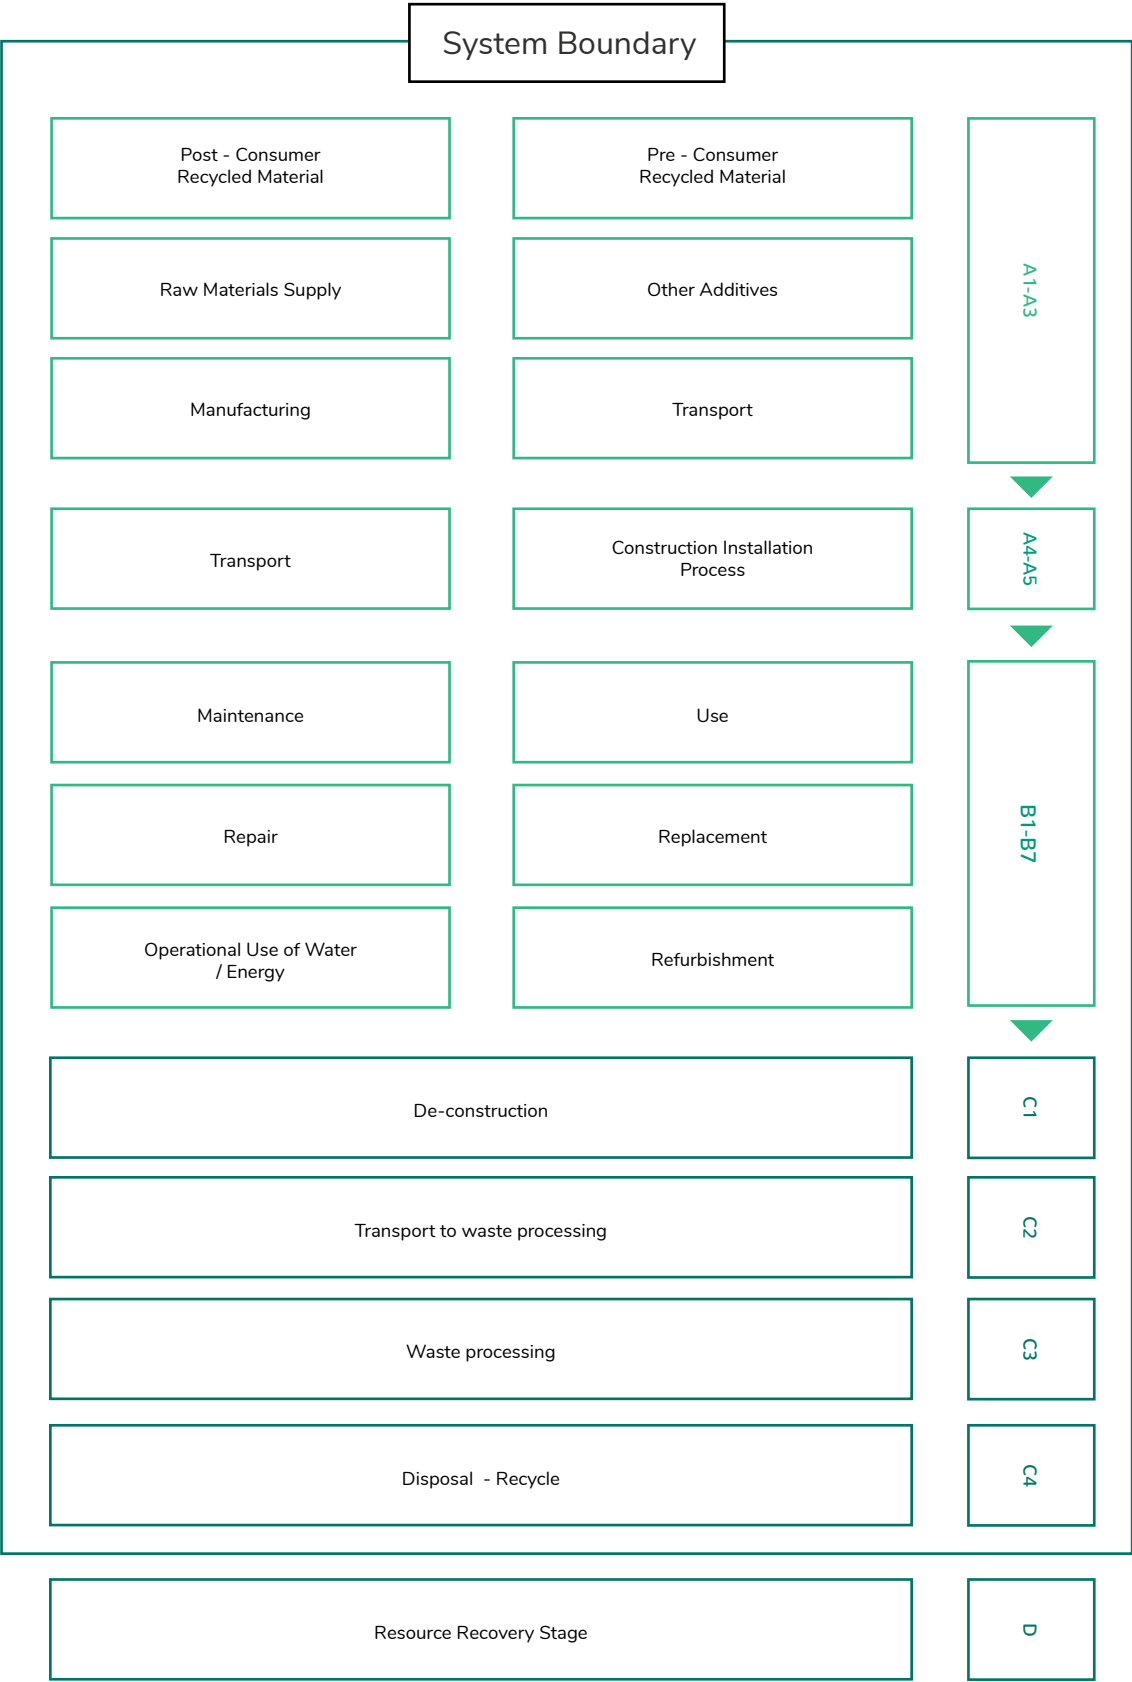 System Boundary
Post - Consumer
Recycled Material
Pre - Consumer
Recycled Material
A1-A3
Raw Materials Supply
Other Additives
Manufacturing
Transport
Transport
Construction Installation
Process
A4-A5
Maintenance
Use
B1-B7
Repair
Replacement
Operational Use of Water
/ Energy
Refurbishment
De-construction
C1
Transport to waste processing
C2
Waste processing
C3
Disposal  - Recycle
C4
Resource Recovery Stage
D